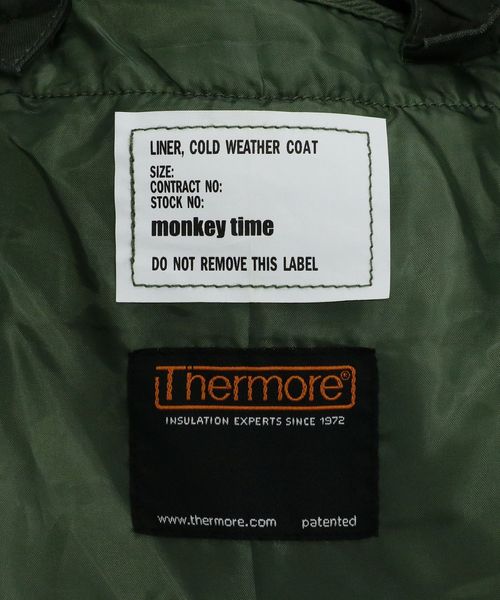 LINER, COLD WEATHER COAT
SIZE:
CONTRACT NO:
STOCK NO:
monkey time
DO NOT REMOVE THIS LABEL
Thermore®
INSULATION EXPERTS SINCE 1972
www.thermore.com patented